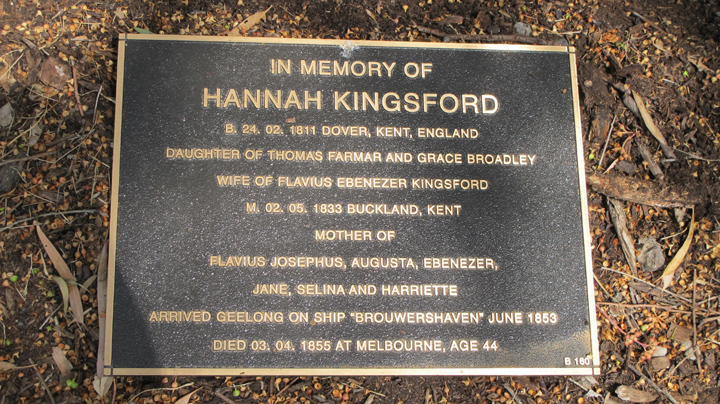 IN MEMORY OF
HANNAH KINGSFORD
B. 24. 02. 1811 DOVER, KENT, ENGLAND
DAUGHTER OF THOMAS FARMAR AND GRACE BROADLEY
WIFE OF FLAVIUS EBENEZER KINGSFORD
M. 02. 05. 1833 BUCKLAND, KENT
MOTHER OF
FLAVIUS JOSEPHUS, AUGUSTA, EBENEZER,
JANE, SELINA AND HARRIETTE
ARRIVED GEELONG ON SHIP "BROUWERSHAVEN" JUNE 1853
DIED 03. 04. 1855 AT MELBOURNE, AGE 44
B 160